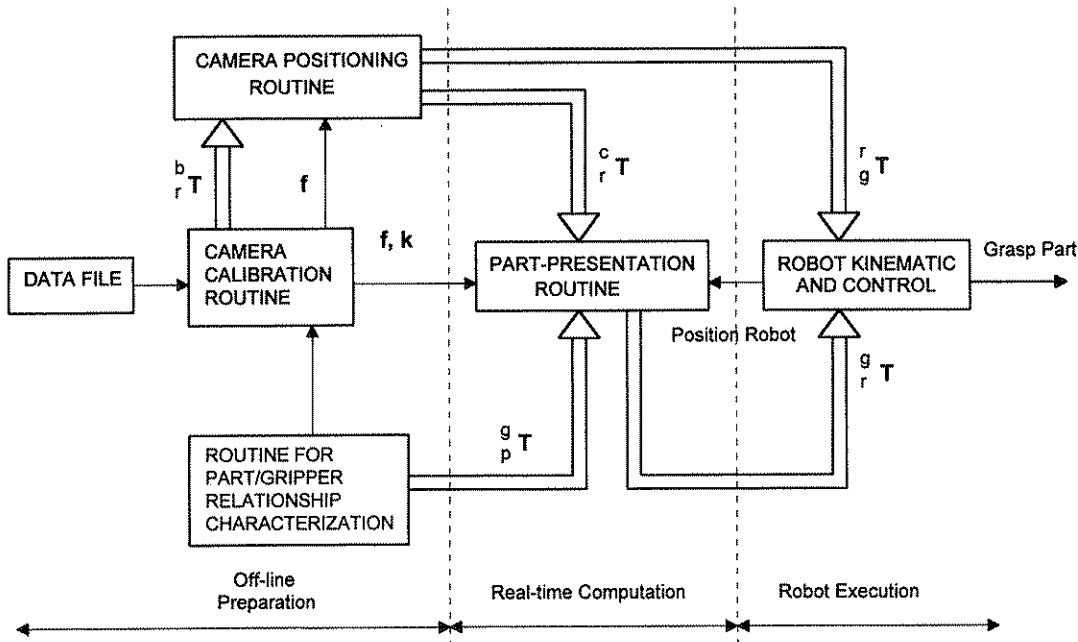 CAMERA POSITIONING
ROUTINE
b
r T
f
c
r T
r
g T
f, k
DATA FILE
CAMERA
CALIBRATION
ROUTINE
PART-PRESENTATION
ROUTINE
ROBOT KINEMATIC
AND CONTROL
Grasp Part
Position Robot
g
r T
g
p T
ROUTINE FOR
PART/GRIPPER
RELATIONSHIP
CHARACTERIZATION
Off-line
Preparation
Real-time Computation
Robot Execution